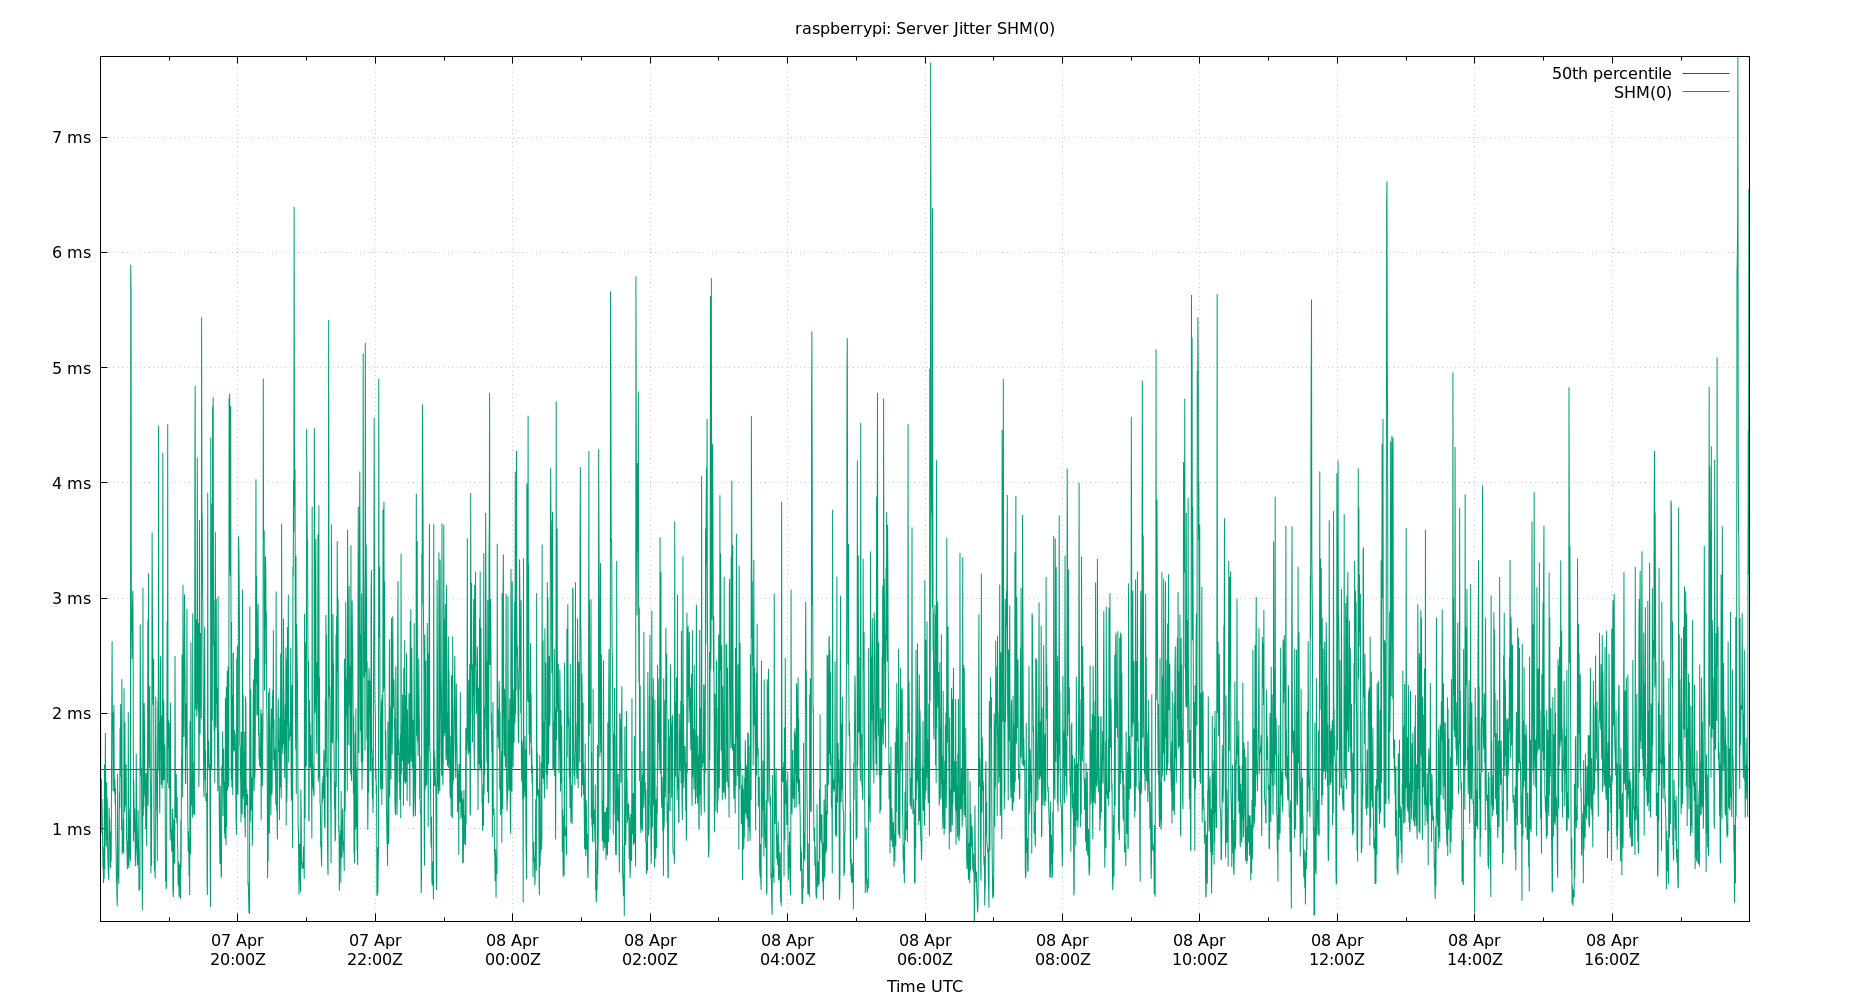 raspberrypi: Server Jitter SHM(0)
50th percentile
SHM(0)
7 ms
6 ms
5 ms
4 ms
3 ms
2 ms
1 ms
07 Apr 07 Apr 08 Apr 08 Apr 08 Apr 08 Apr 08 Apr 08 Apr 08 Apr 08 Apr 08 Apr
20:00Z 22:00Z 00:00Z 02:00Z 04:00Z 06:00Z 08:00Z 10:00Z 12:00Z 14:00Z 16:00Z
Time UTC